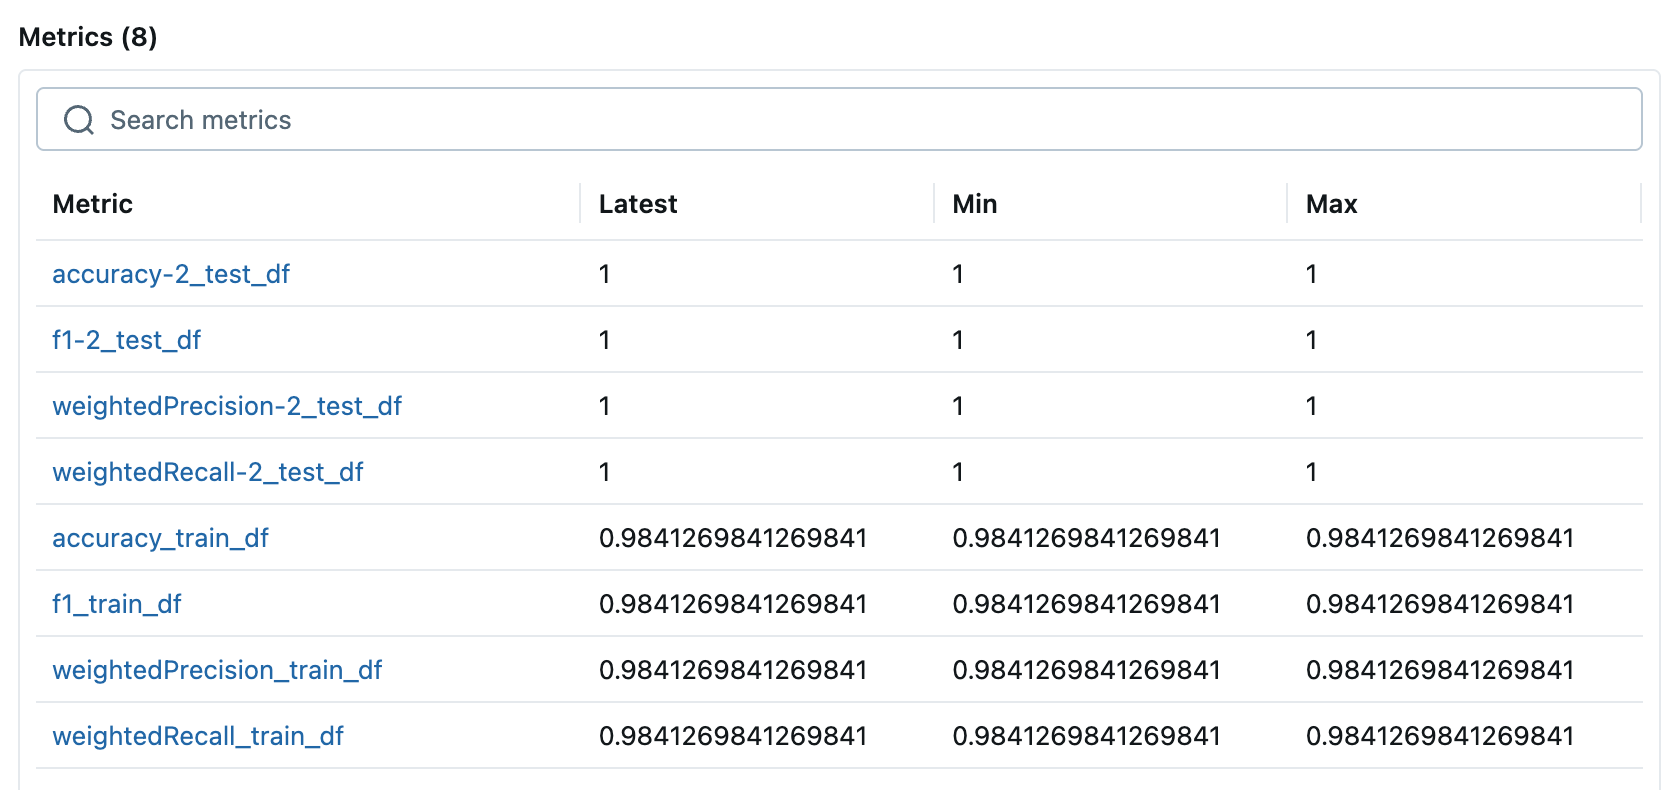 Metrics (8)
Search metrics
Metric Latest Min Max
accuracy-2_test_df 1 1 1
f1-2_test_df 1 1 1
weightedPrecision-2_test_df 1 1 1
weightedRecall-2_test_df 1 1 1
accuracy_train_df 0.9841269841269841 0.9841269841269841 0.9841269841269841
f1_train_df 0.9841269841269841 0.9841269841269841 0.9841269841269841
weightedPrecision_train_df 0.9841269841269841 0.9841269841269841 0.9841269841269841
weightedRecall_train_df 0.9841269841269841 0.9841269841269841 0.9841269841269841